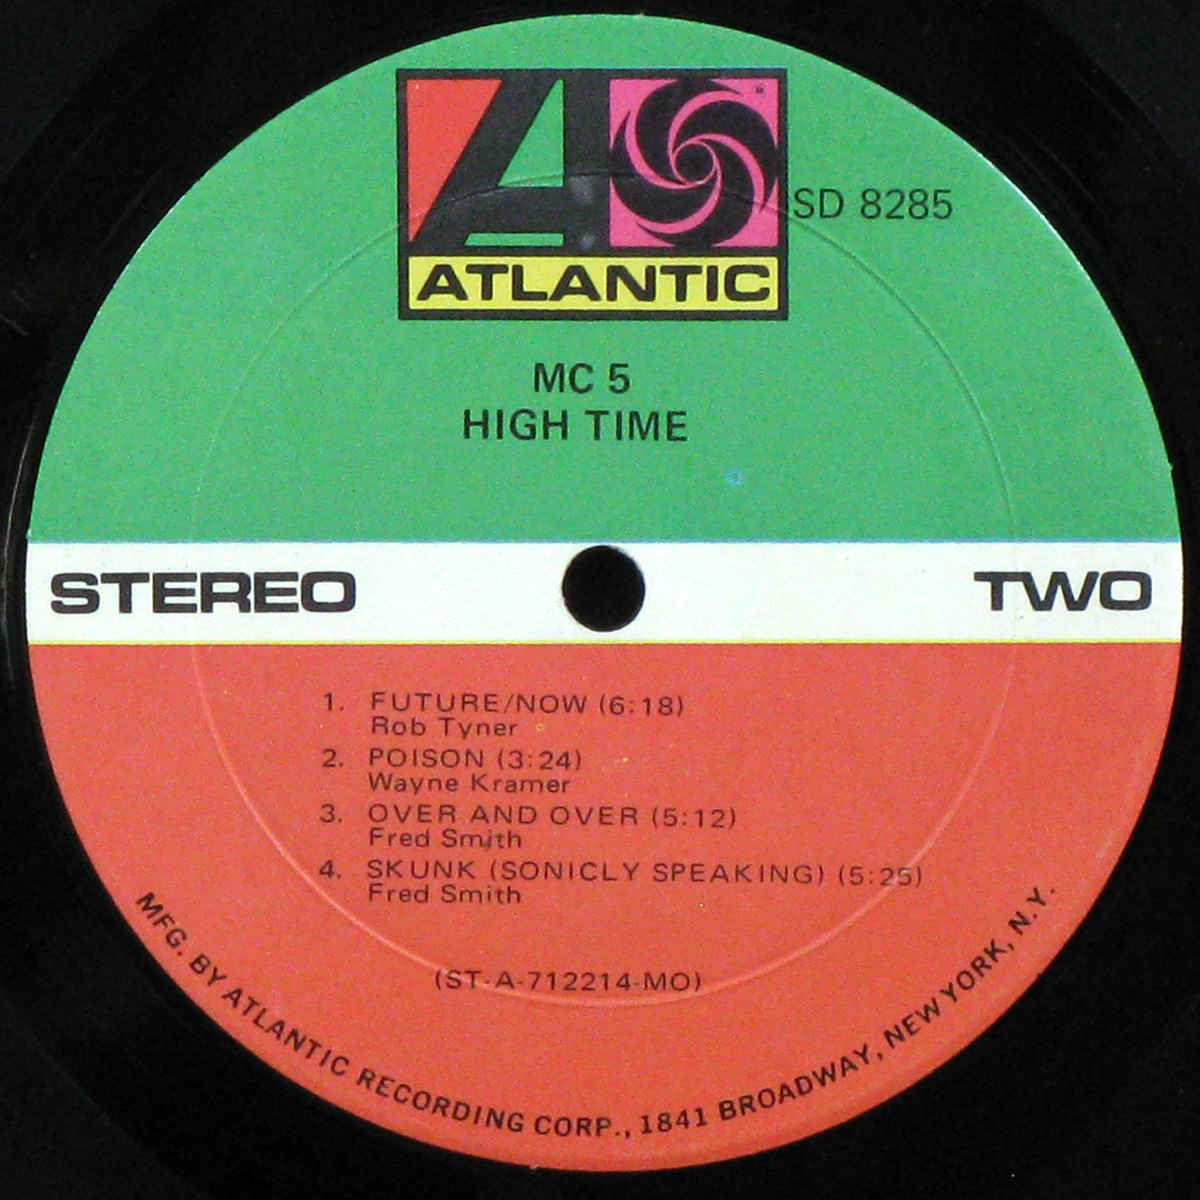 SD 8285
ATLANTIC
MC 5
HIGH TIME
STEREO
TWO
1. FUTURE/NOW (6:18)
Rob Tyner
2. POISON (3:24)
Wayne Kramer
3. OVER AND OVER (5:12)
Fred Smith
4. SKUNK (SONICLY SPEAKING) (5:25)
Fred Smith
(ST-A-712214-MO)
MFG. BY ATLANTIC RECORDING CORP., 1841 BROADWAY, NEW YORK, N.Y.